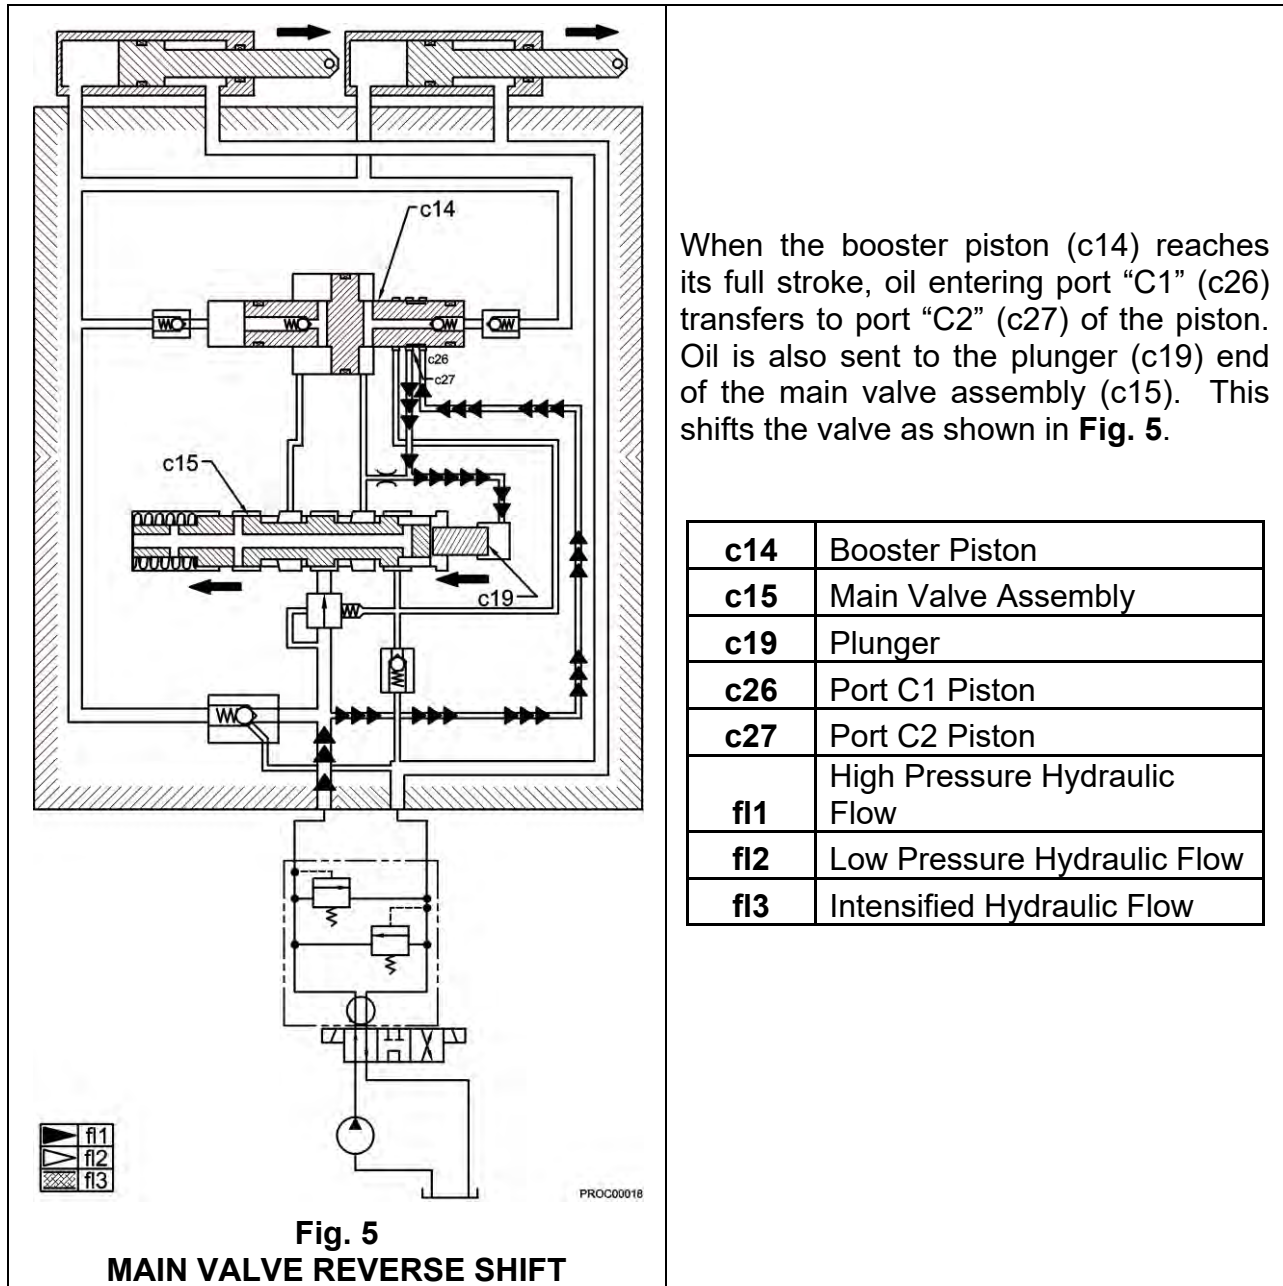 c14
c26
c27
c15
c19
fl1
fl2
fl3
PROC00018
Fig. 5
MAIN VALVE REVERSE SHIFT
When the booster piston (c14) reaches
its full stroke, oil entering port “C1” (c26)
transfers to port “C2” (c27) of the piston.
Oil is also sent to the plunger (c19) end
of the main valve assembly (c15). This
shifts the valve as shown in Fig. 5.
c14 Booster Piston
c15 Main Valve Assembly
c19 Plunger
c26 Port C1 Piston
c27 Port C2 Piston
High Pressure Hydraulic
fl1 Flow
fl2 Low Pressure Hydraulic Flow
fl3 Intensified Hydraulic Flow